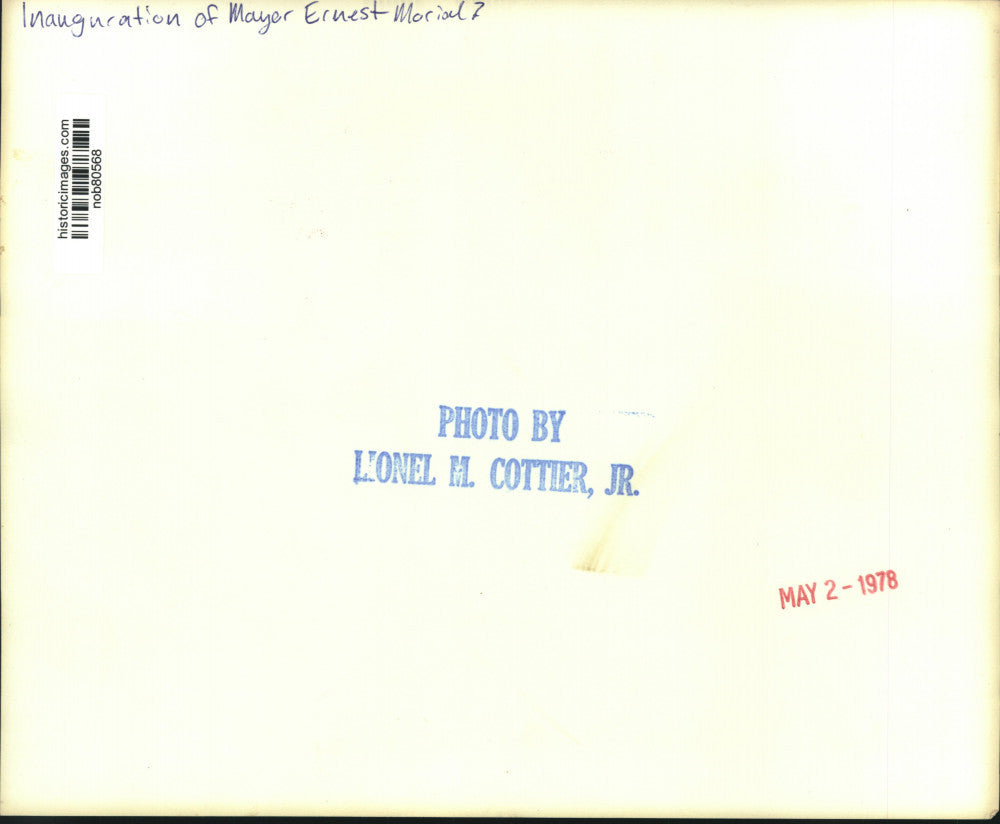 Inauguration of Mayor Ernest Morial?
historicimages.com
nob80568
PHOTO BY
LIONEL M. COTTIER, JR.
MAY 2 - 1978